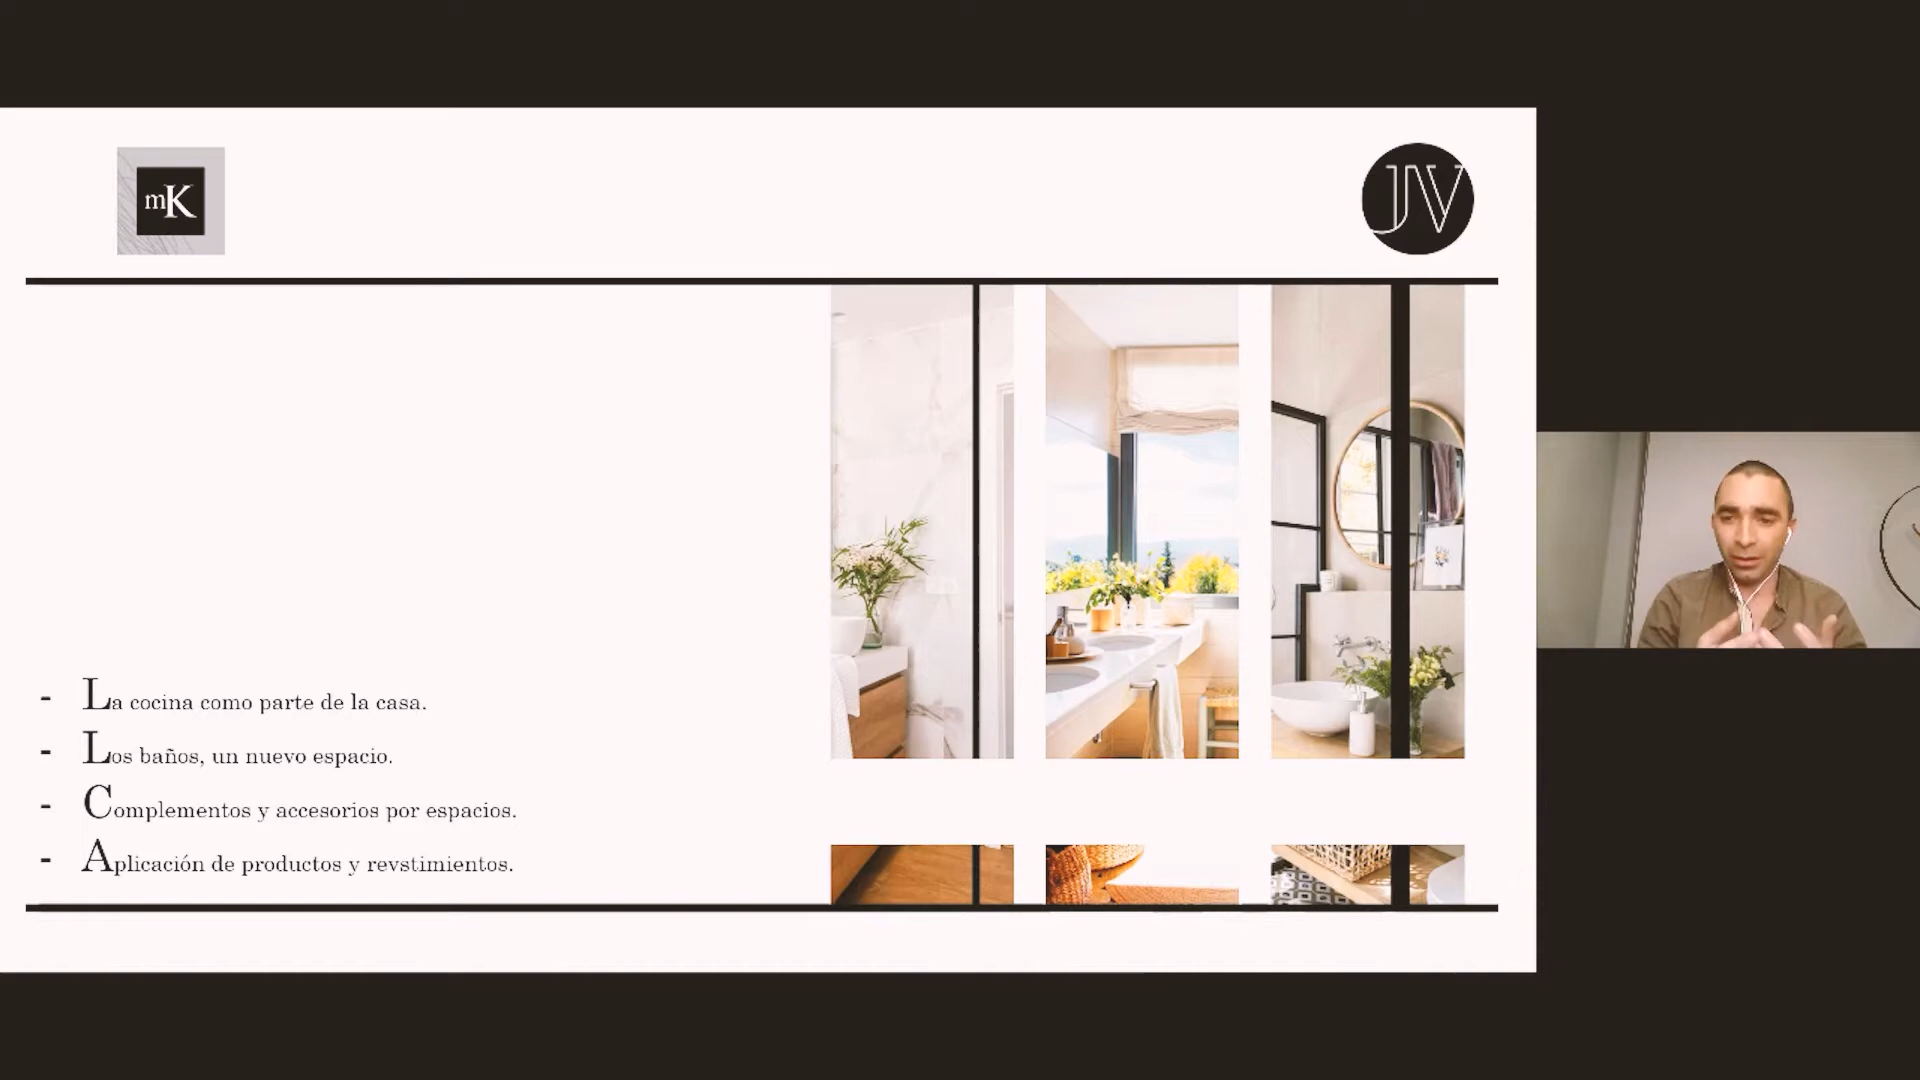 mK
JV
- La cocina como parte de la casa.
- Los baños, un nuevo espacio.
- Complementos y accesorios por espacios.
- Aplicación de productos y revstimientos.